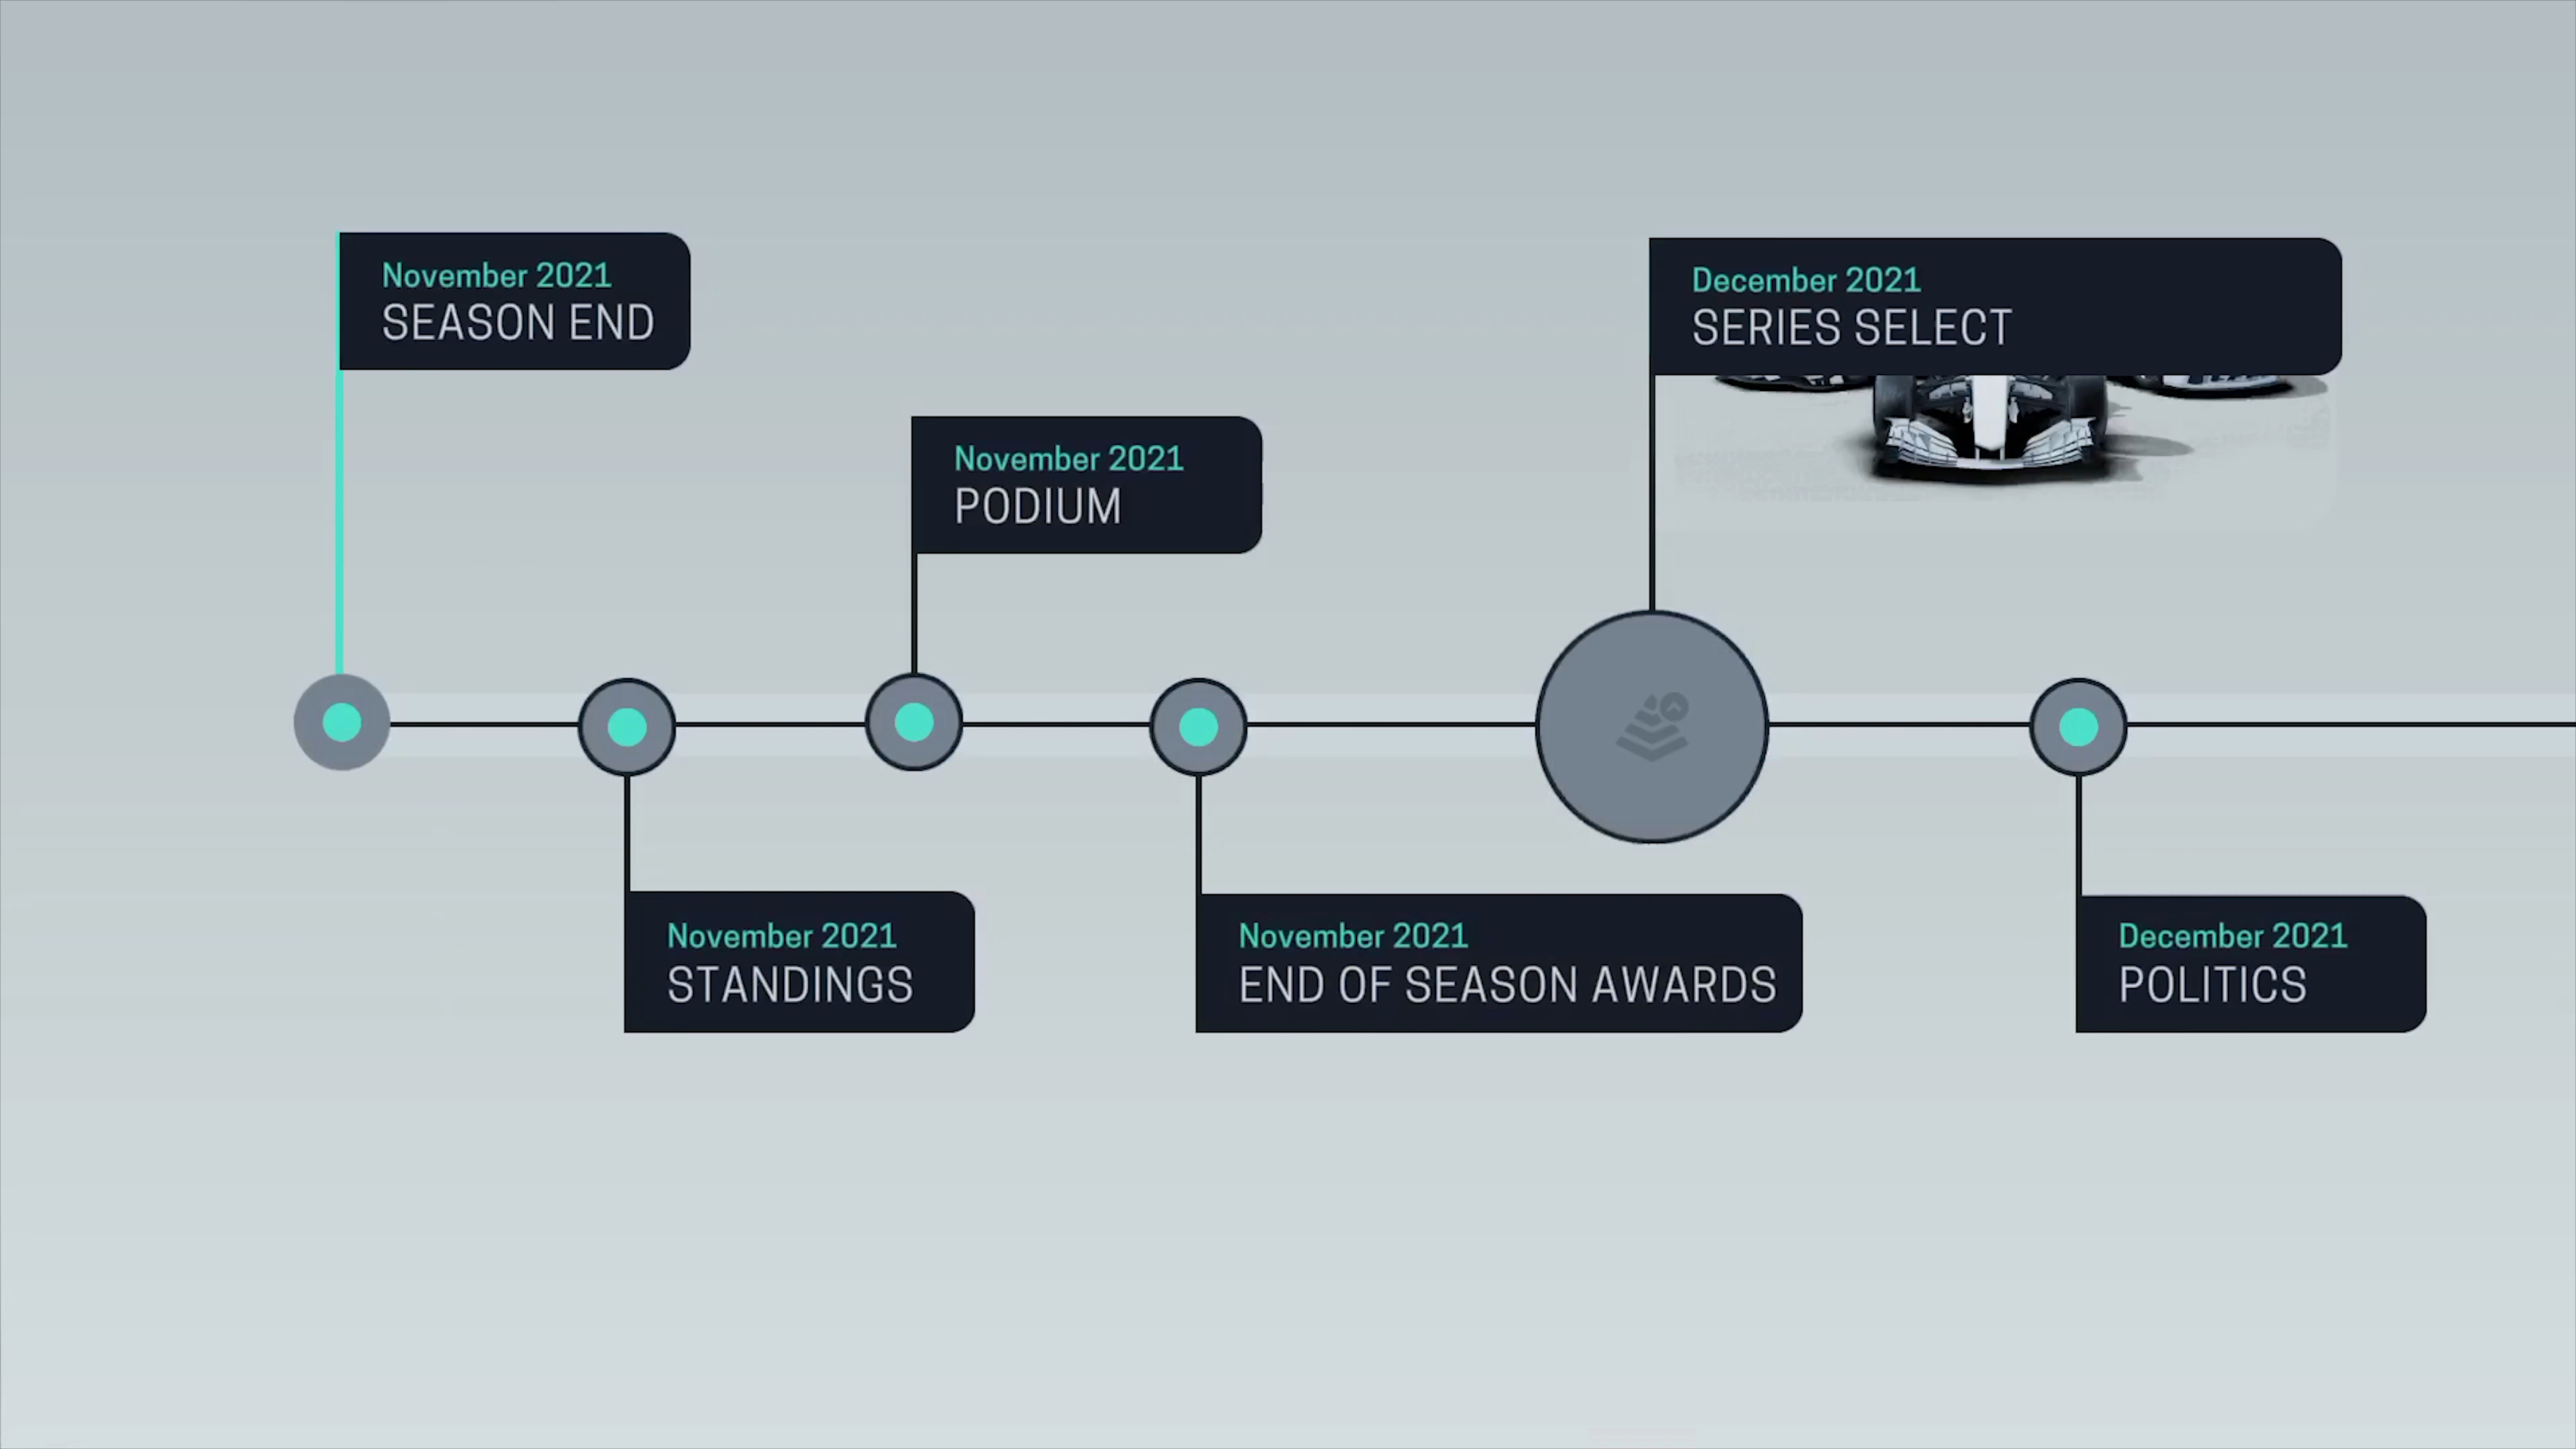 November 2021
SEASON END
November 2021
STANDINGS
November 2021
PODIUM
November 2021
END OF SEASON AWARDS
December 2021
SERIES SELECT
December 2021
POLITICS